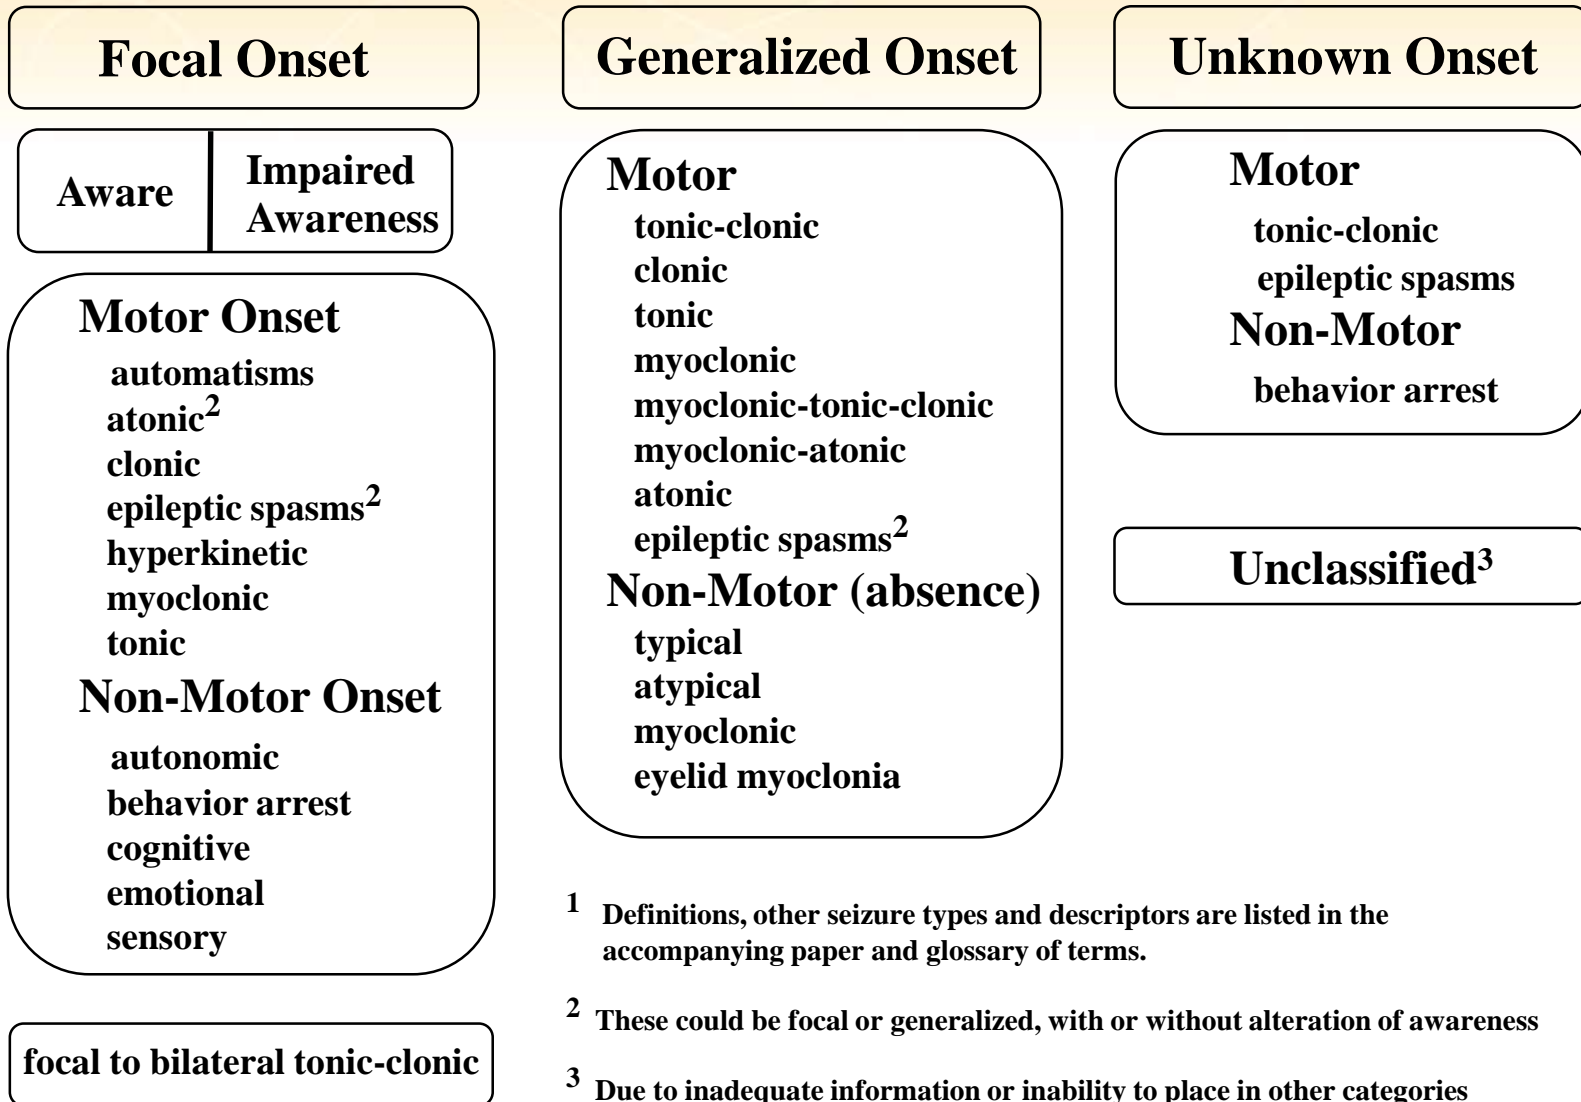 Focal Onset
Aware
Impaired
Awareness
Motor Onset
automatisms
atonic²
clonic
epileptic spasms²
hyperkinetic
myoclonic
tonic
Non-Motor Onset
autonomic
behavior arrest
cognitive
emotional
sensory
focal to bilateral tonic-clonic
Generalized Onset
Motor
tonic-clonic
clonic
tonic
myoclonic
myoclonic-tonic-clonic
myoclonic-atonic
atonic
epileptic spasms²
Non-Motor (absence)
typical
atypical
myoclonic
eyelid myoclonia
Unknown Onset
Motor
tonic-clonic
epileptic spasms
Non-Motor
behavior arrest
Unclassified³
¹ Definitions, other seizure types and descriptors are listed in the
accompanying paper and glossary of terms.
² These could be focal or generalized, with or without alteration of awareness
³ Due to inadequate information or inability to place in other categories